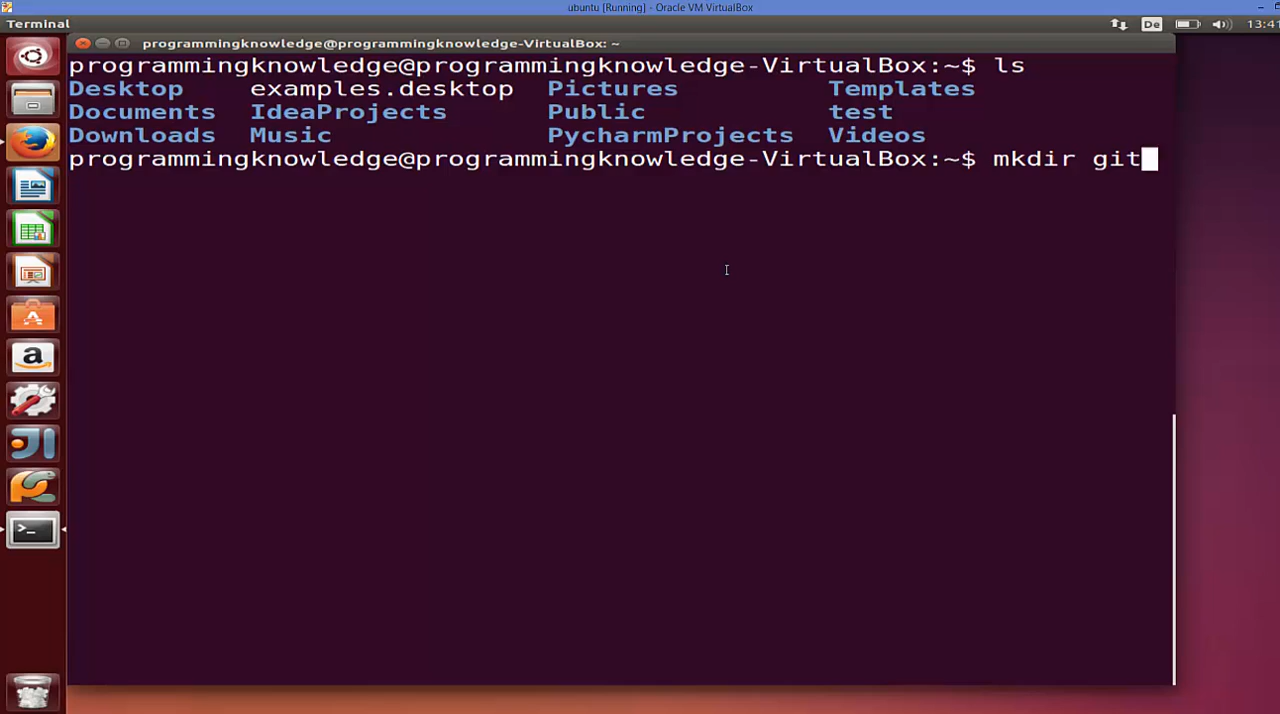 ubuntu [Running] - Oracle VM VirtualBox
Terminal De 13:41
programmingknowledge@programmingknowledge-VirtualBox: ~
programmingknowledge@programmingknowledge-VirtualBox:~$ ls
Desktop examples.desktop Pictures Templates
Documents IdeaProjects Public test
Downloads Music PycharmProjects Videos
programmingknowledge@programmingknowledge-VirtualBox:~$ mkdir git